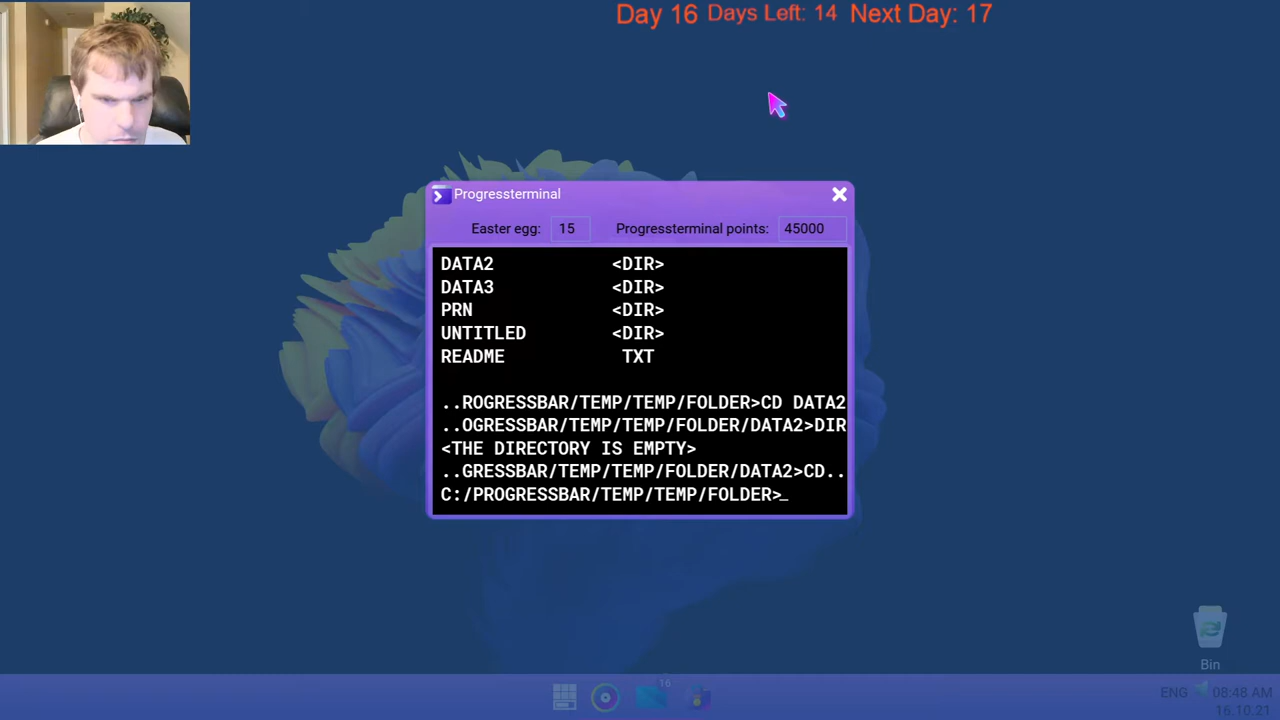 Day 16 Days Left: 14 Next Day: 17
Progressterminal
Easter egg: 15 Progressterminal points: 45000
DATA2 <DIR>
DATA3 <DIR>
PRN <DIR>
UNTITLED <DIR>
README TXT
..ROGRESSBAR/TEMP/TEMP/FOLDER>CD DATA2
..OGRESSBAR/TEMP/TEMP/FOLDER/DATA2>DIR
<THE DIRECTORY IS EMPTY>
..GRESSBAR/TEMP/TEMP/FOLDER/DATA2>CD..
C:/PROGRESSBAR/TEMP/TEMP/FOLDER>_
Bin
16
ENG 08:48 AM
16.10.21